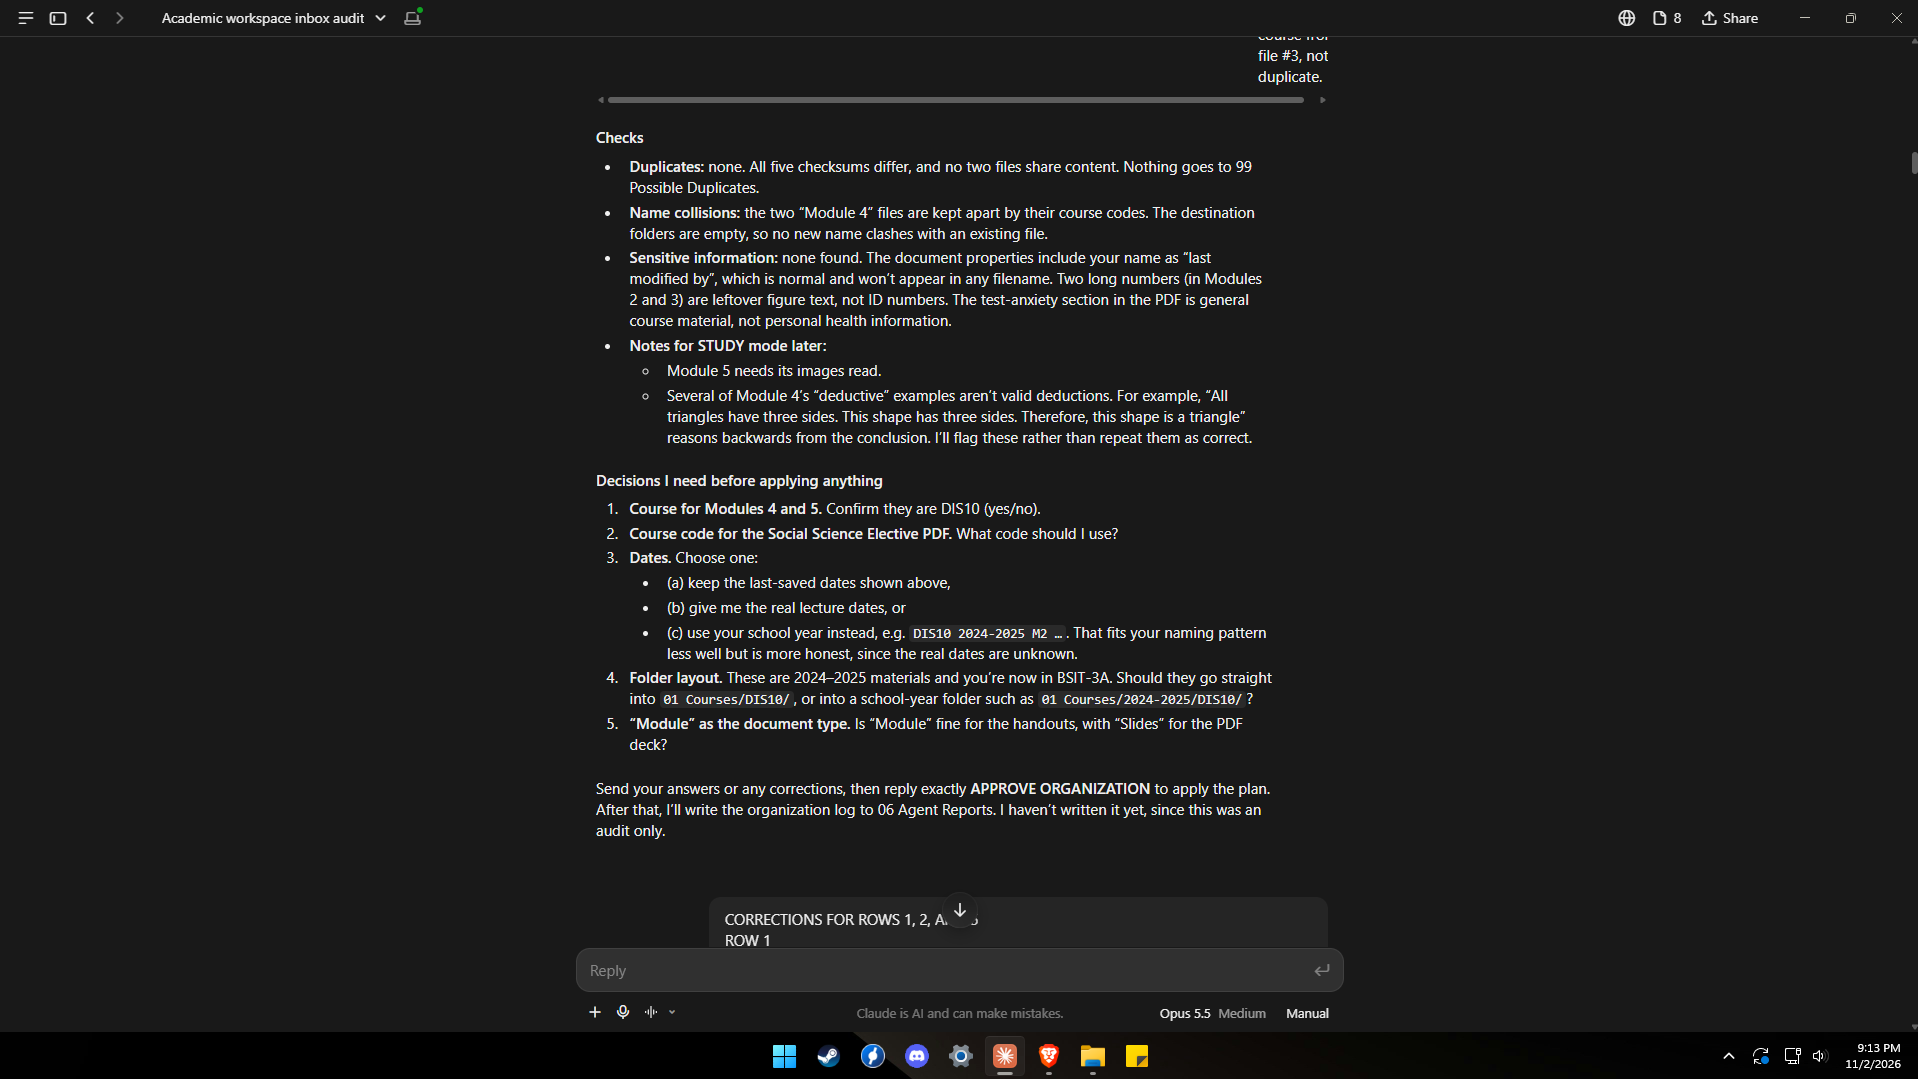 Academic workspace inbox audit
8
Share
file #3, not
duplicate.
Checks
• Duplicates: none. All five checksums differ, and no two files share content. Nothing goes to 99
Possible Duplicates.
• Name collisions: the two “Module 4” files are kept apart by their course codes. The destination
folders are empty, so no new name clashes with an existing file.
• Sensitive information: none found. The document properties include your name as “last
modified by”, which is normal and won’t appear in any filename. Two long numbers (in Modules
2 and 3) are leftover figure text, not ID numbers. The test-anxiety section in the PDF is general
course material, not personal health information.
• Notes for STUDY mode later:
◦ Module 5 needs its images read.
◦ Several of Module 4’s “deductive” examples aren’t valid deductions. For example, “All
triangles have three sides. This shape has three sides. Therefore, this shape is a triangle”
reasons backwards from the conclusion. I’ll flag these rather than repeat them as correct.
Decisions I need before applying anything
1. Course for Modules 4 and 5. Confirm they are DIS10 (yes/no).
2. Course code for the Social Science Elective PDF. What code should I use?
3. Dates. Choose one:
• (a) keep the last-saved dates shown above,
• (b) give me the real lecture dates, or
• (c) use your school year instead, e.g. DIS10 2024-2025 M2 … . That fits your naming pattern
less well but is more honest, since the real dates are unknown.
4. Folder layout. These are 2024–2025 materials and you’re now in BSIT-3A. Should they go straight
into 01 Courses/DIS10/ , or into a school-year folder such as 01 Courses/2024-2025/DIS10/ ?
5. “Module” as the document type. Is “Module” fine for the handouts, with “Slides” for the PDF
deck?
Send your answers or any corrections, then reply exactly APPROVE ORGANIZATION to apply the plan.
After that, I’ll write the organization log to 06 Agent Reports. I haven’t written it yet, since this was an
audit only.
CORRECTIONS FOR ROWS 1, 2,
ROW 1
Reply
Claude is AI and can make mistakes.
Opus 5.5 Medium
Manual
9:13 PM
11/2/2026